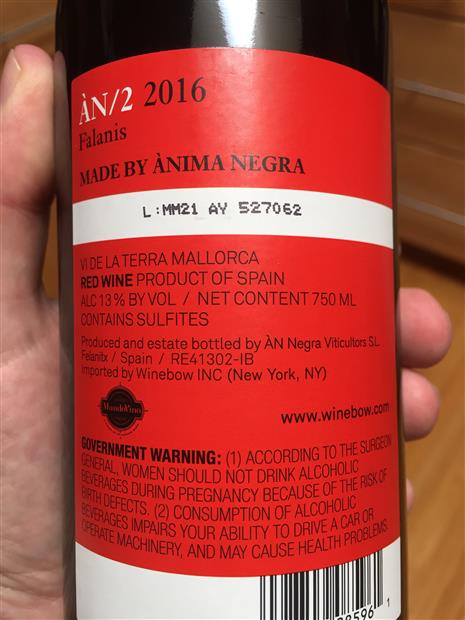 ÀN/2 2016
Falanis
MADE BY ÀNIMA NEGRA
L:MM21 AY 527062
VI DE LA TERRA MALLORCA
RED WINE PRODUCT OF SPAIN
ALC 13% BY VOL / NET CONTENT 750 ML
CONTAINS SULFITES
Produced and estate bottled by ÀN Negra Viticultors S.L.
Felanitx / Spain / RE41302-IB
Imported by Winebow INC (New York, NY)
MundoVino
www.winebow.com
GOVERNMENT WARNING: (1) ACCORDING TO THE SURGEON
GENERAL, WOMEN SHOULD NOT DRINK ALCOHOLIC
BEVERAGES DURING PREGNANCY BECAUSE OF THE RISK OF
BIRTH DEFECTS. (2) CONSUMPTION OF ALCOHOLIC
BEVERAGES IMPAIRS YOUR ABILITY TO DRIVE A CAR OR
OPERATE MACHINERY, AND MAY CAUSE HEALTH PROBLEMS.